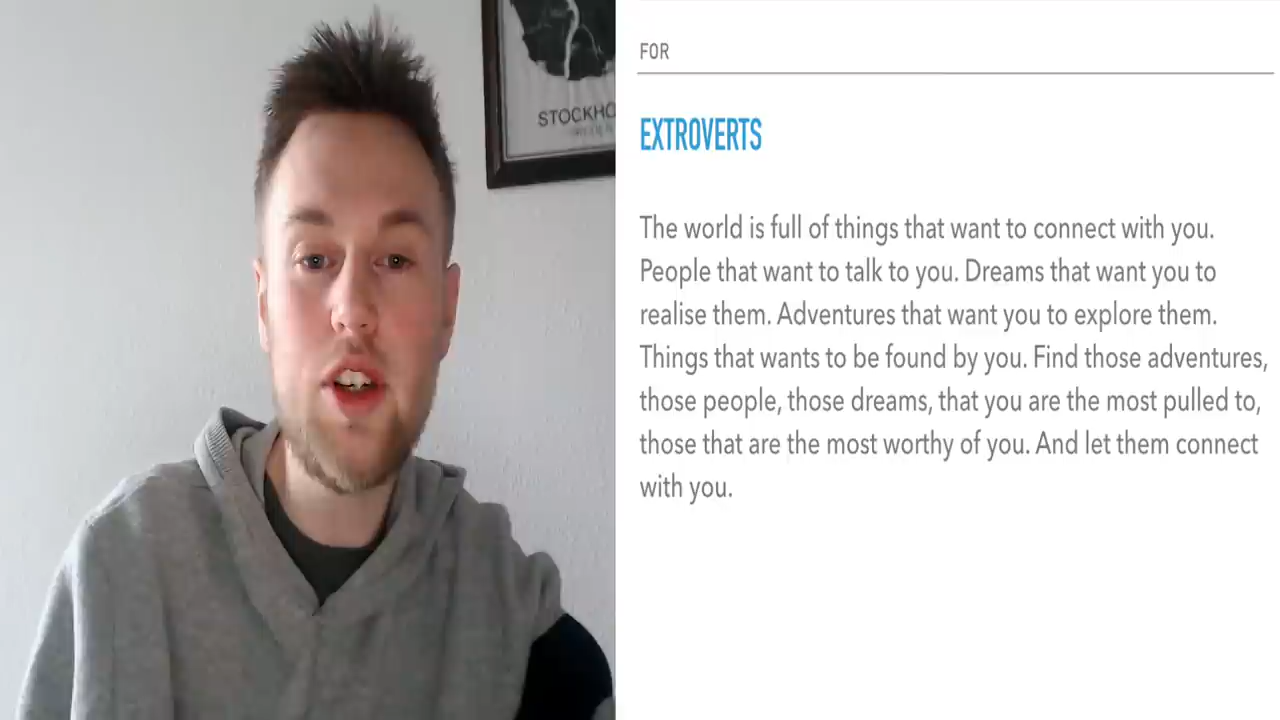 STOCKHO
FOR
EXTROVERTS
The world is full of things that want to connect with you.
People that want to talk to you. Dreams that want you to
realise them. Adventures that want you to explore them.
Things that wants to be found by you. Find those adventures,
those people, those dreams, that you are the most pulled to,
those that are the most worthy of you. And let them connect
with you.